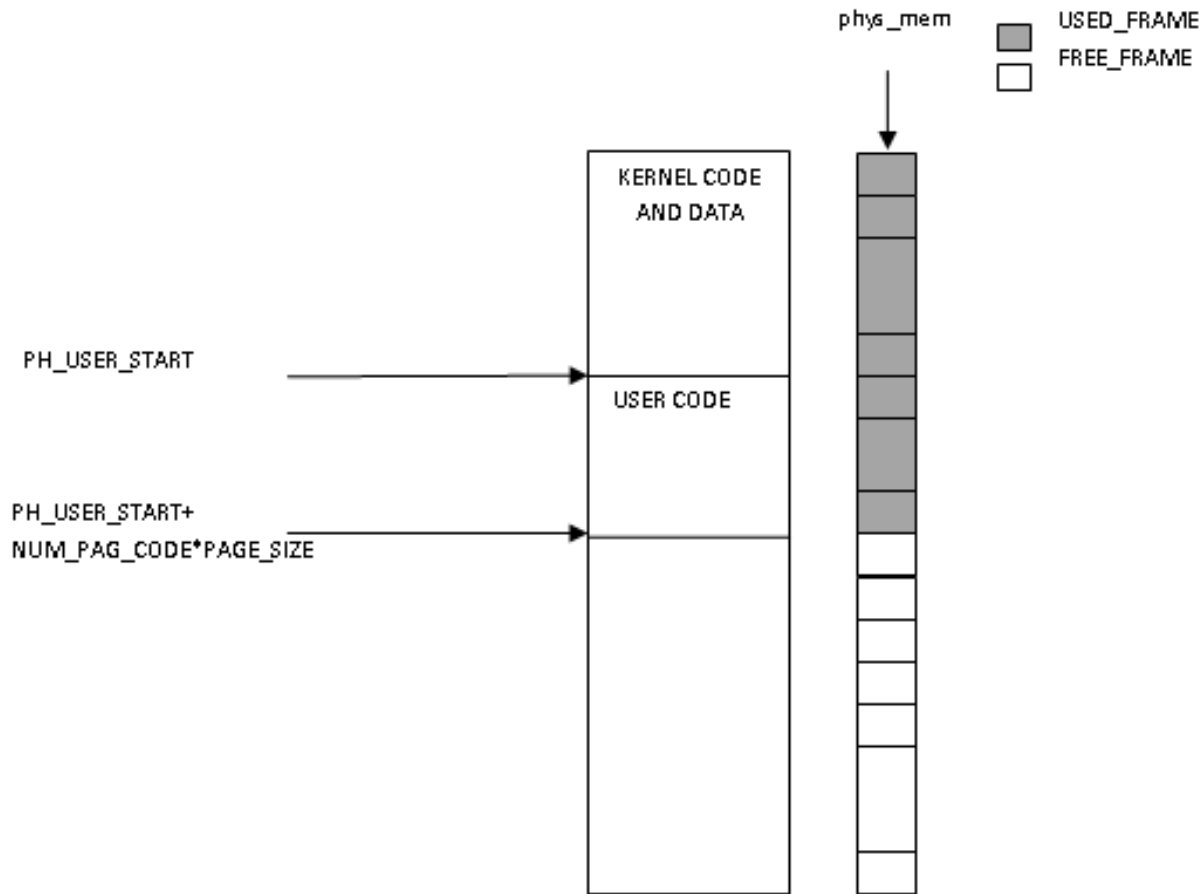 phys_mem
USED_FRAME
FREE_FRAME
KERNEL CODE
AND DATA
PH_USER_START
USER CODE
PH_USER_START+
NUM_PAG_CODE*PAGE_SIZE